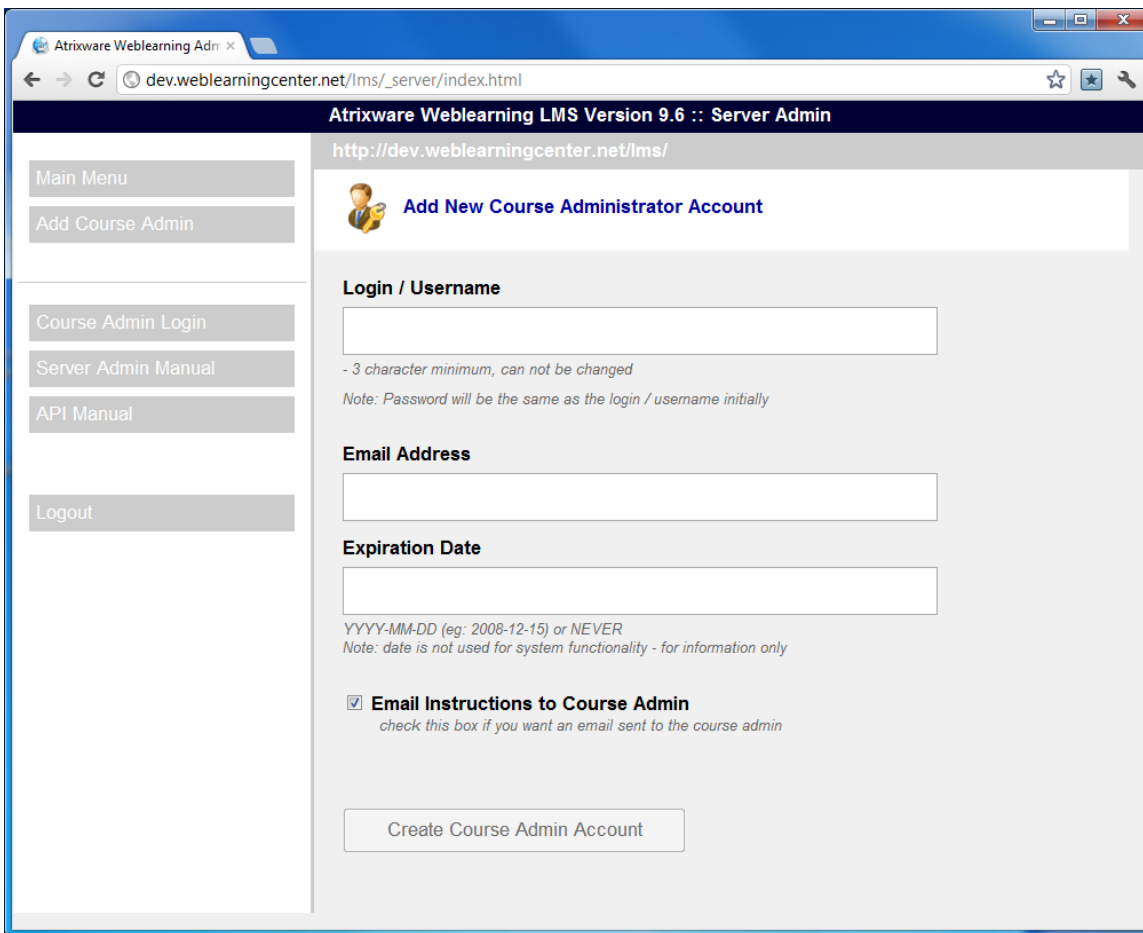 Atrixware Weblearning Adm
dev.weblearningcenter.net/lms/_server/index.html
Atrixware Weblearning LMS Version 9.6 :: Server Admin
http://dev.weblearningcenter.net/lms/
Main Menu
Add Course Admin
Course Admin Login
Server Admin Manual
API Manual
Logout
Add New Course Administrator Account
Login / Username
- 3 character minimum, can not be changed
Note: Password will be the same as the login / username initially
Email Address
Expiration Date
YYYY-MM-DD (eg: 2008-12-15) or NEVER
Note: date is not used for system functionality - for information only
Email Instructions to Course Admin
check this box if you want an email sent to the course admin
Create Course Admin Account